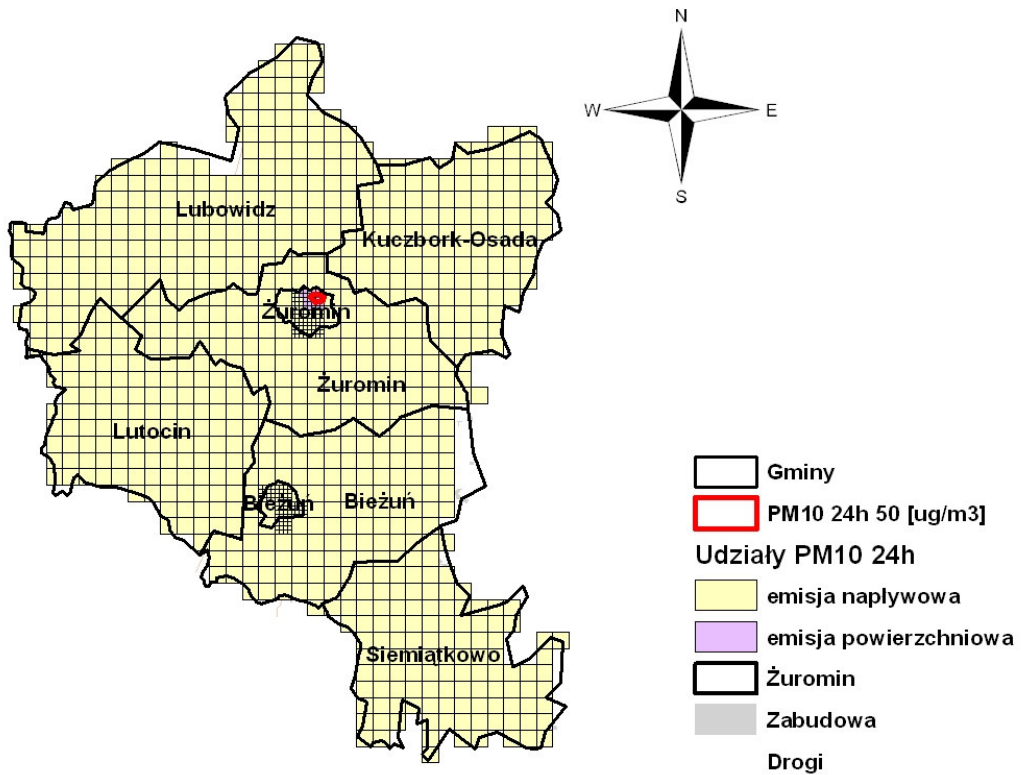 N
W
E
S
Lubowidz
Kuczbork-Osada
Żuromin
Żuromin
Lutocin
Bieżuń
Bieżuń
Siemiątkowo
Gminy
PM10 24h 50 [ug/m3]
Udziały PM10 24h
emisja napływowa
emisja powierzchniowa
Żuromin
Zabudowa
Drogi